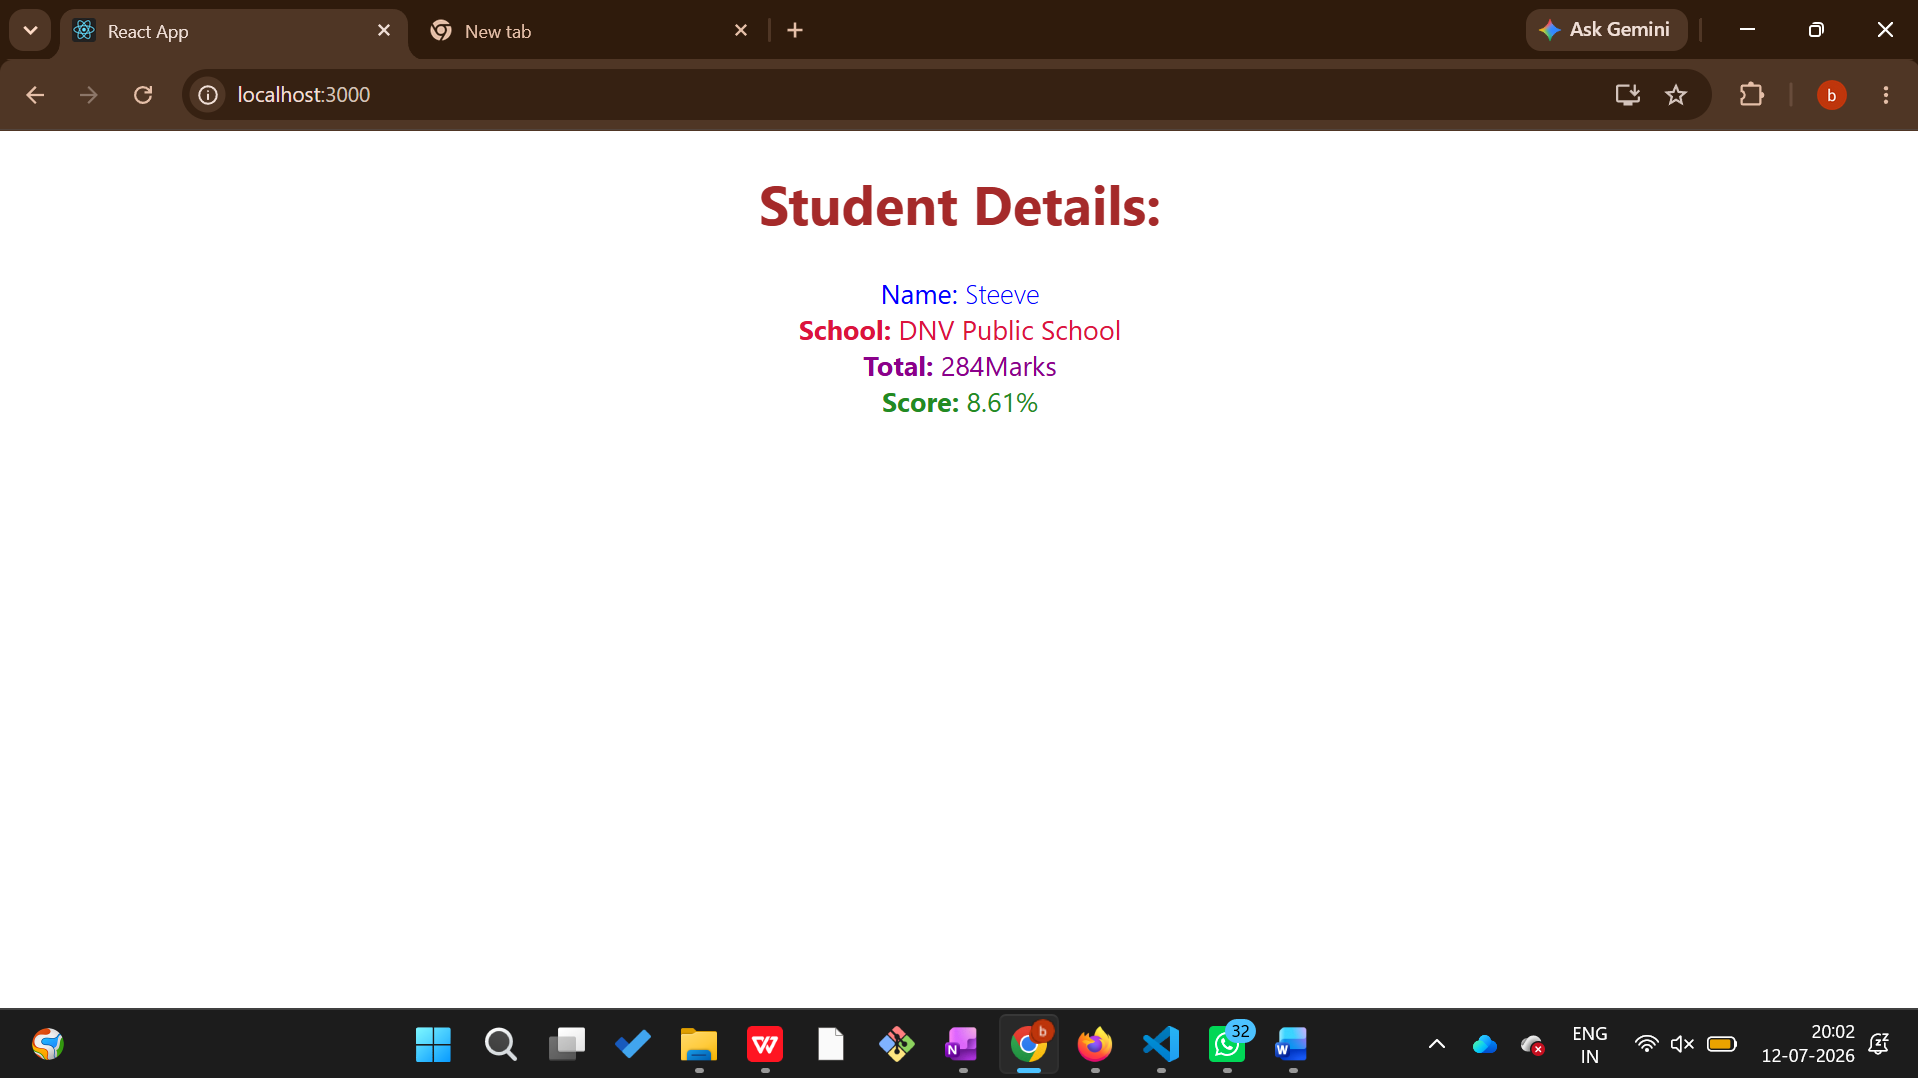 React App
New tab
Ask Gemini
localhost:3000
b
Student Details:
Name: Steeve
School: DNV Public School
Total: 284Marks
Score: 8.61%
b
32
ENG
IN
20:02
12-07-2026